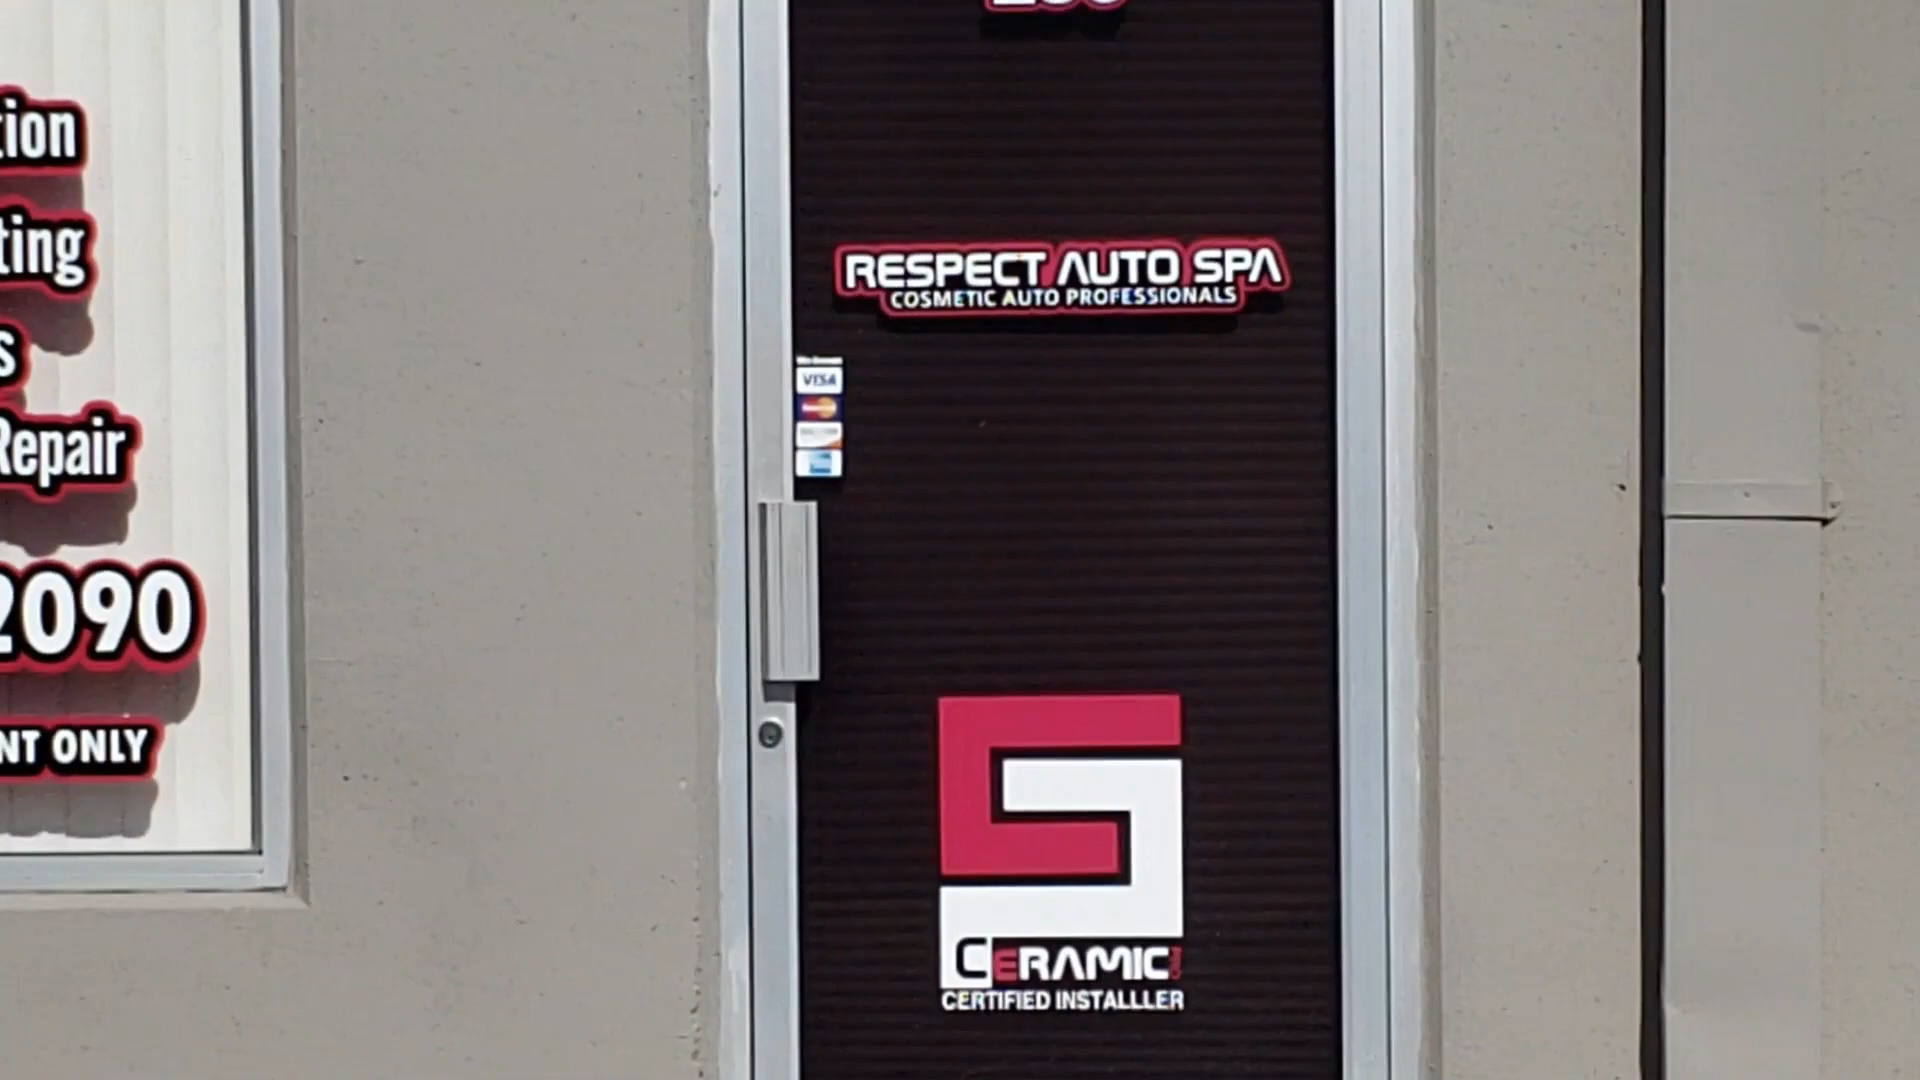 tion
ting
s
Repair
2090
NT ONLY
RESPECT AUTO SPA
COSMETIC AUTO PROFESSIONALS
VISA
CERAMIC
CERTIFIED INSTALLLER